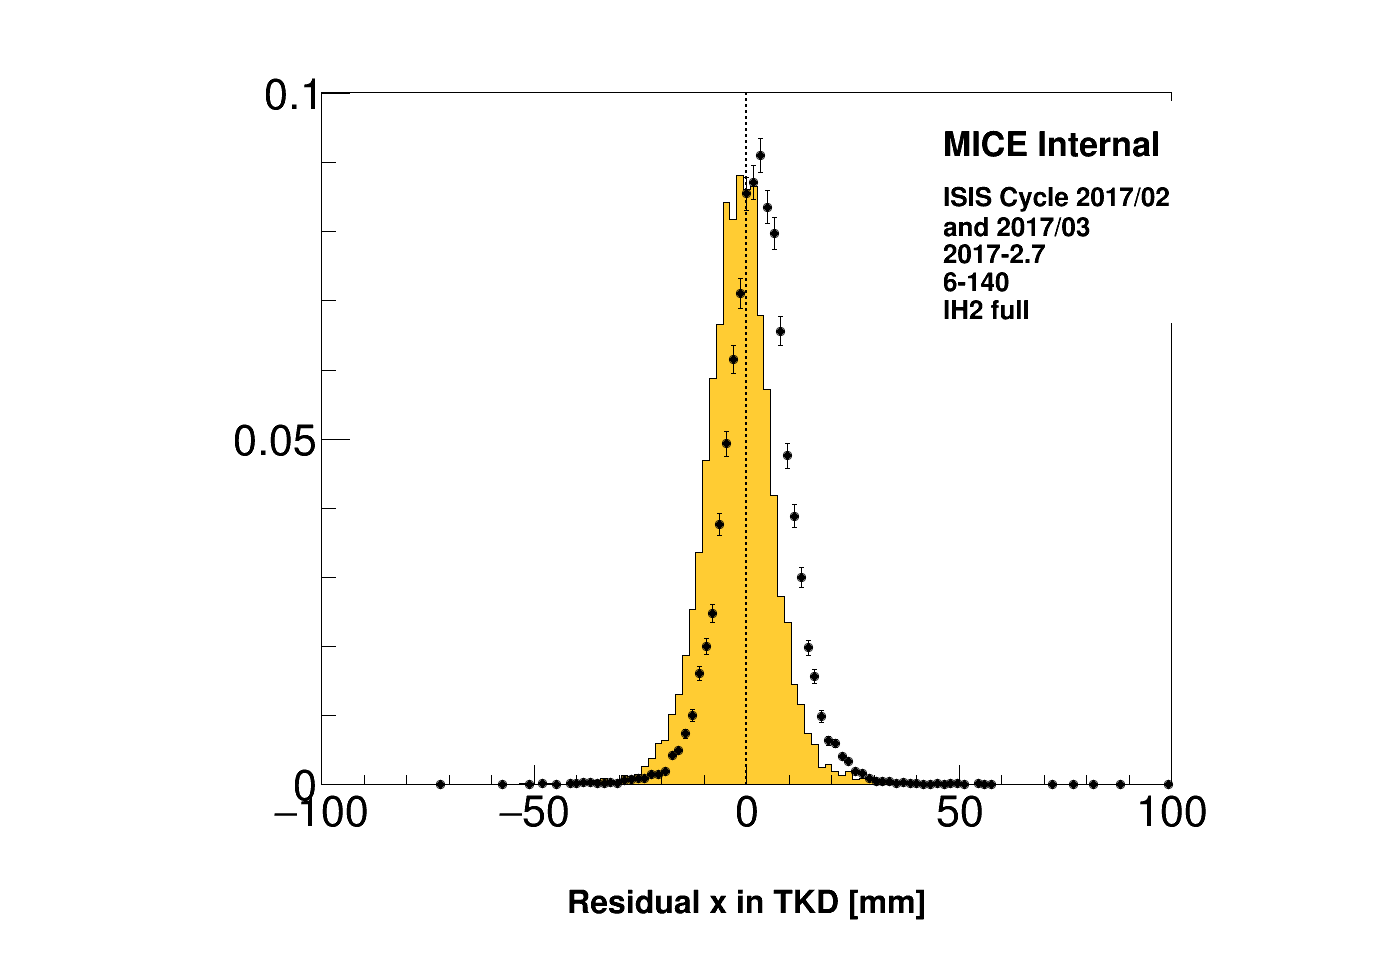 0.1
MICE Internal
ISIS Cycle 2017/02
and 2017/03
2017-2.7
6-140
IH2 full
0.05
0
−100 −50 0 50 100
Residual x in TKD [mm]